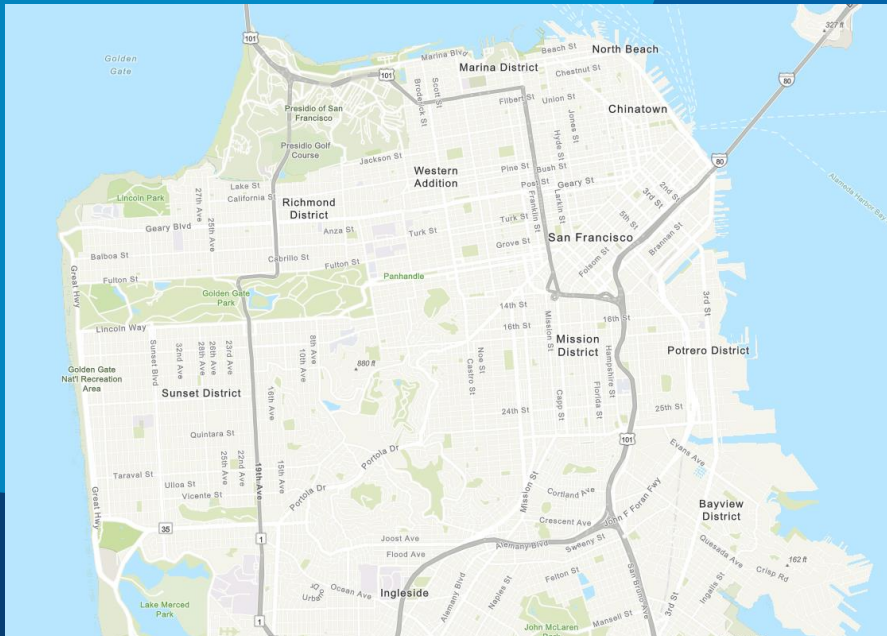 Golden
Gate
101
Marina Blvd
Beach St
North Beach
327 ft
Marina District
Chestnut St
101
Scott St
Broderick St
Filbert St
Union St
80
Presidio of San
Francisco
Jones St
Chinatown
Presidio Golf
Course
Hyde St
Jackson St
80
Western
Addition
Pine St
Bush St
Post St
Geary St
Lake St
California St
27th Ave
25th Ave
Lincoln Park
Richmond
District
Franklin St
Larkin St
2nd St
3rd St
Alameda Harbor Bay
Geary Blvd
Anza St
Turk St
Turk St
5th St
Brannan St
San Francisco
Balboa St
Cabrillo St
Grove St
Folsom St
Fulton St
Fulton St
Panhandle
Great Hwy
Golden Gate
Park
3rd St
14th St
Lincoln Way
16th St
Mission St
16th St
Sunset Blvd
32nd Ave
28th Ave
26th Ave
23rd Ave
8th Ave
10th Ave
880 ft
Noe St
Castro St
Mission
District
Hampshire St
Potrero District
Golden Gate
Nat'l Recreation
Area
Sunset District
16th Ave
Capp St
Florida St
24th St
25th St
Quintara St
101
Evans Ave
Portola Dr
Taraval St
Ulloa St
Vicente St
25th Ave
22nd Ave
19th Ave
15th Ave
Portola Dr
Mission St
Great Hwy
Cortland Ave
John F Foran Fwy
Bayview
District
35
Crescent Ave
1
Joost Ave
Flood Ave
Alemany Blvd
Sweeny St
Quesada Ave
162 ft
Crisp Rd
Ingalls St
Felton St
San Bruno Ave
Ocean Ave
Ingleside
Alemany Blvd
Naples St
Lake Merced
Park
1
3rd St
Mansell St
John McLaren